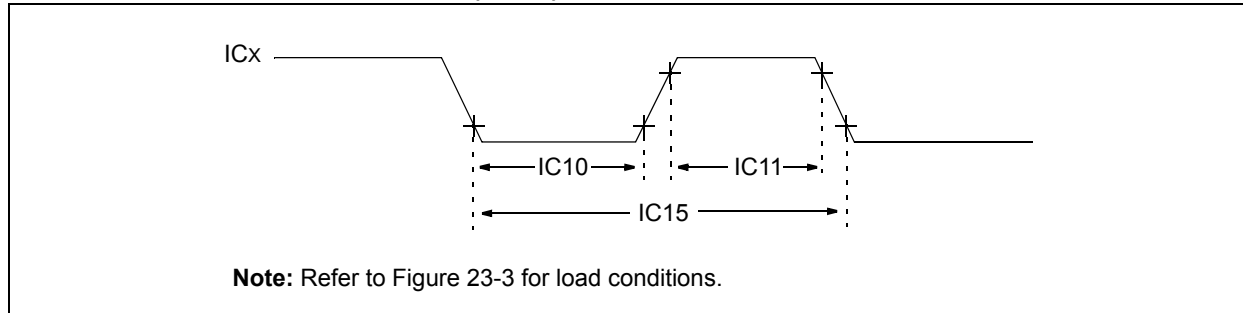 ICx
IC10
IC11
IC15
Note: Refer to Figure 23-3 for load conditions.